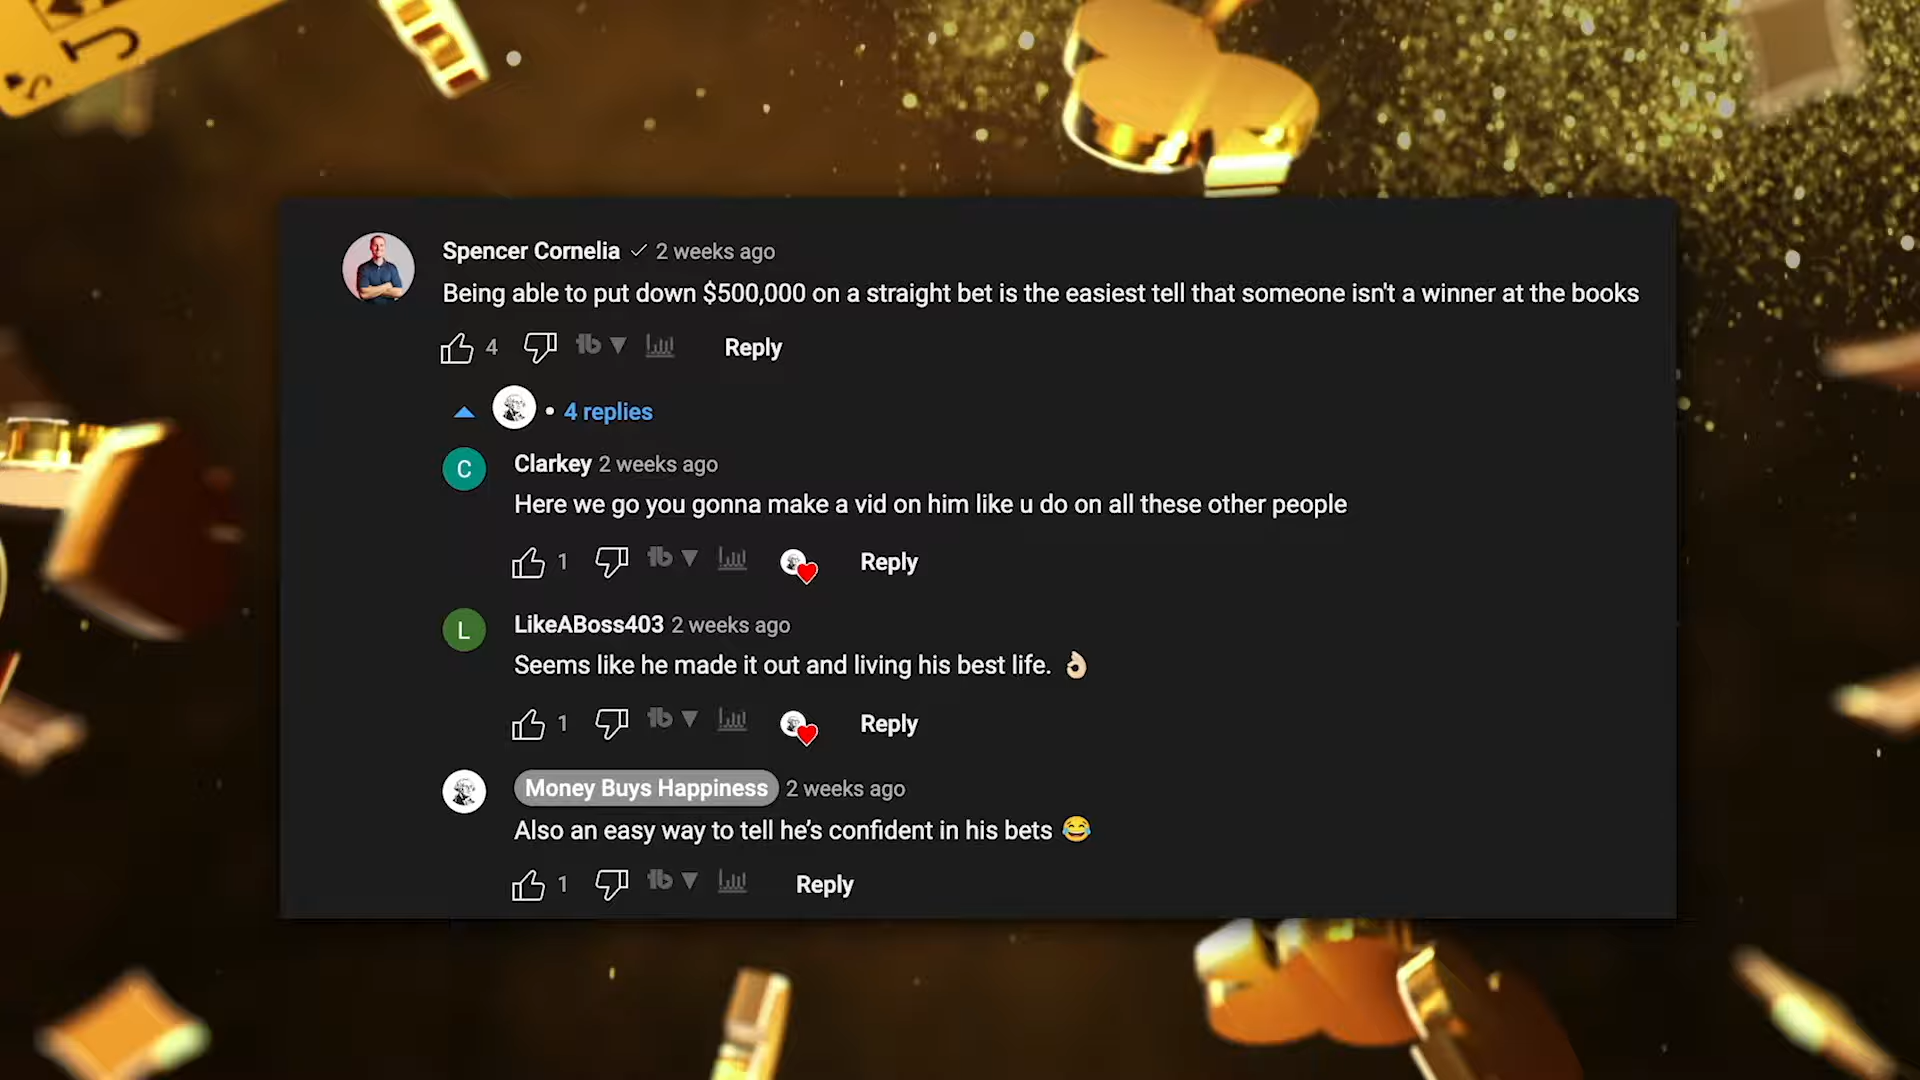 J
Spencer Cornelia 2 weeks ago
Being able to put down $500,000 on a straight bet is the easiest tell that someone isn't a winner at the books
4 Reply
• 4 replies
C
Clarkey 2 weeks ago
Here we go you gonna make a vid on him like u do on all these other people
1 Reply
L
LikeABoss403 2 weeks ago
Seems like he made it out and living his best life. 👌🏻
1 Reply
Money Buys Happiness 2 weeks ago
Also an easy way to tell he's confident in his bets 😂
1 Reply